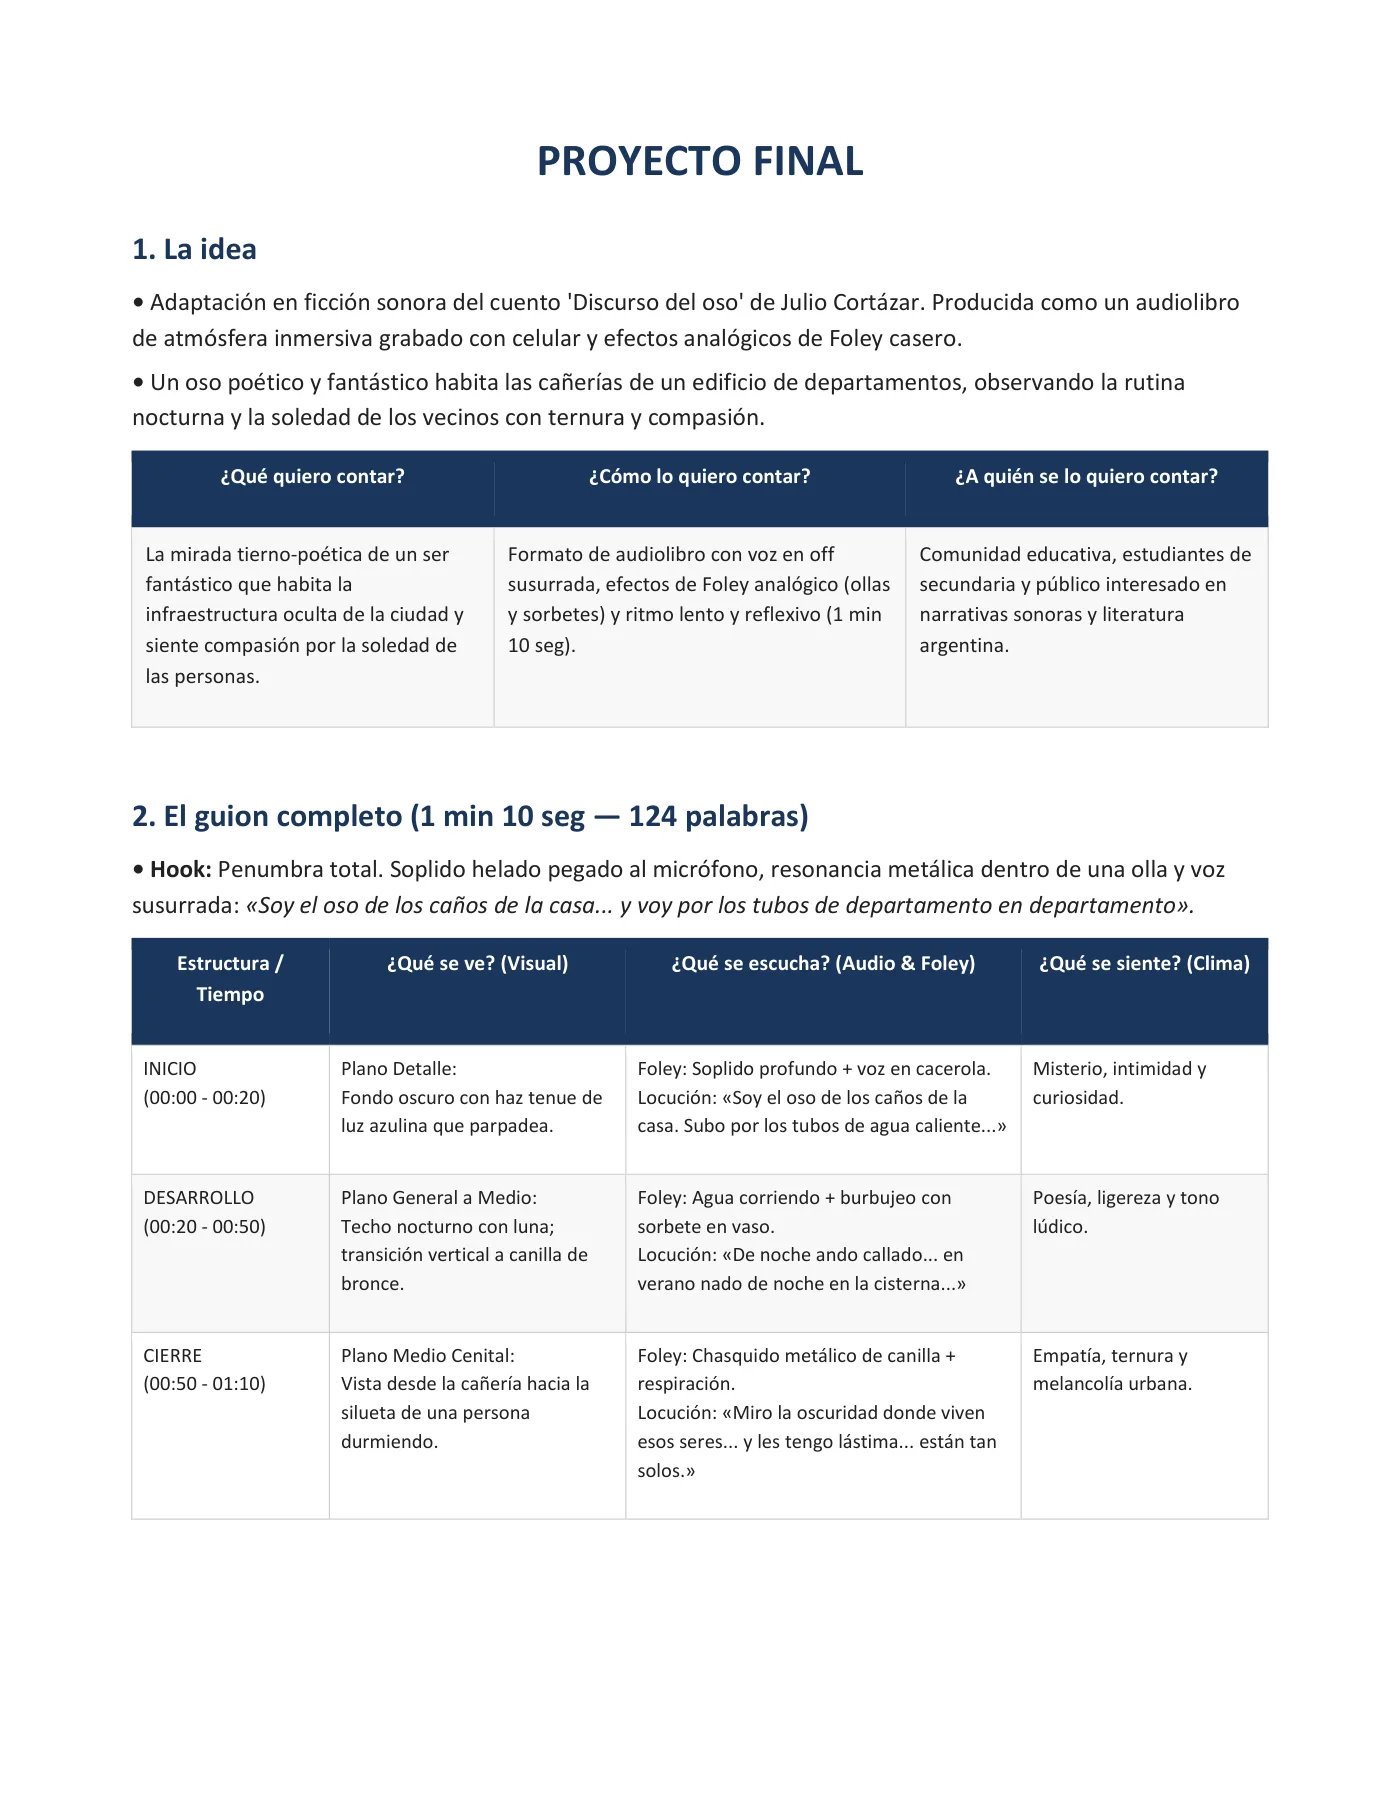 PROYECTO FINAL
1. La idea
• Adaptación en ficción sonora del cuento 'Discurso del oso' de Julio Cortázar. Producida como un audiolibro
de atmósfera inmersiva grabado con celular y efectos analógicos de Foley casero.
• Un oso poético y fantástico habita las cañerías de un edificio de departamentos, observando la rutina
nocturna y la soledad de los vecinos con ternura y compasión.
¿Qué quiero contar?
¿Cómo lo quiero contar?
¿A quién se lo quiero contar?
La mirada tierno-poética de un ser
fantástico que habita la
infraestructura oculta de la ciudad y
siente compasión por la soledad de
las personas.
Formato de audiolibro con voz en off
susurrada, efectos de Foley analógico (ollas
y sorbetes) y ritmo lento y reflexivo (1 min
10 seg).
Comunidad educativa, estudiantes de
secundaria y público interesado en
narrativas sonoras y literatura
argentina.
2. El guion completo (1 min 10 seg — 124 palabras)
• Hook: Penumbra total. Soplido helado pegado al micrófono, resonancia metálica dentro de una olla y voz
susurrada: «Soy el oso de los caños de la casa... y voy por los tubos de departamento en departamento».
Estructura /
Tiempo
¿Qué se ve? (Visual)
¿Qué se escucha? (Audio & Foley)
¿Qué se siente? (Clima)
INICIO
(00:00 - 00:20)
Plano Detalle:
Fondo oscuro con haz tenue de
luz azulina que parpadea.
Foley: Soplido profundo + voz en cacerola.
Locución: «Soy el oso de los caños de la
casa. Subo por los tubos de agua caliente...»
Misterio, intimidad y
curiosidad.
DESARROLLO
(00:20 - 00:50)
Plano General a Medio:
Techo nocturno con luna;
transición vertical a canilla de
bronce.
Foley: Agua corriendo + burbujeo con
sorbete en vaso.
Locución: «De noche ando callado... en
verano nado de noche en la cisterna...»
Poesía, ligereza y tono
lúdico.
CIERRE
(00:50 - 01:10)
Plano Medio Cenital:
Vista desde la cañería hacia la
silueta de una persona
durmiendo.
Foley: Chasquido metálico de canilla +
respiración.
Locución: «Miro la oscuridad donde viven
esos seres... y les tengo lástima... están tan
solos.»
Empatía, ternura y
melancolía urbana.